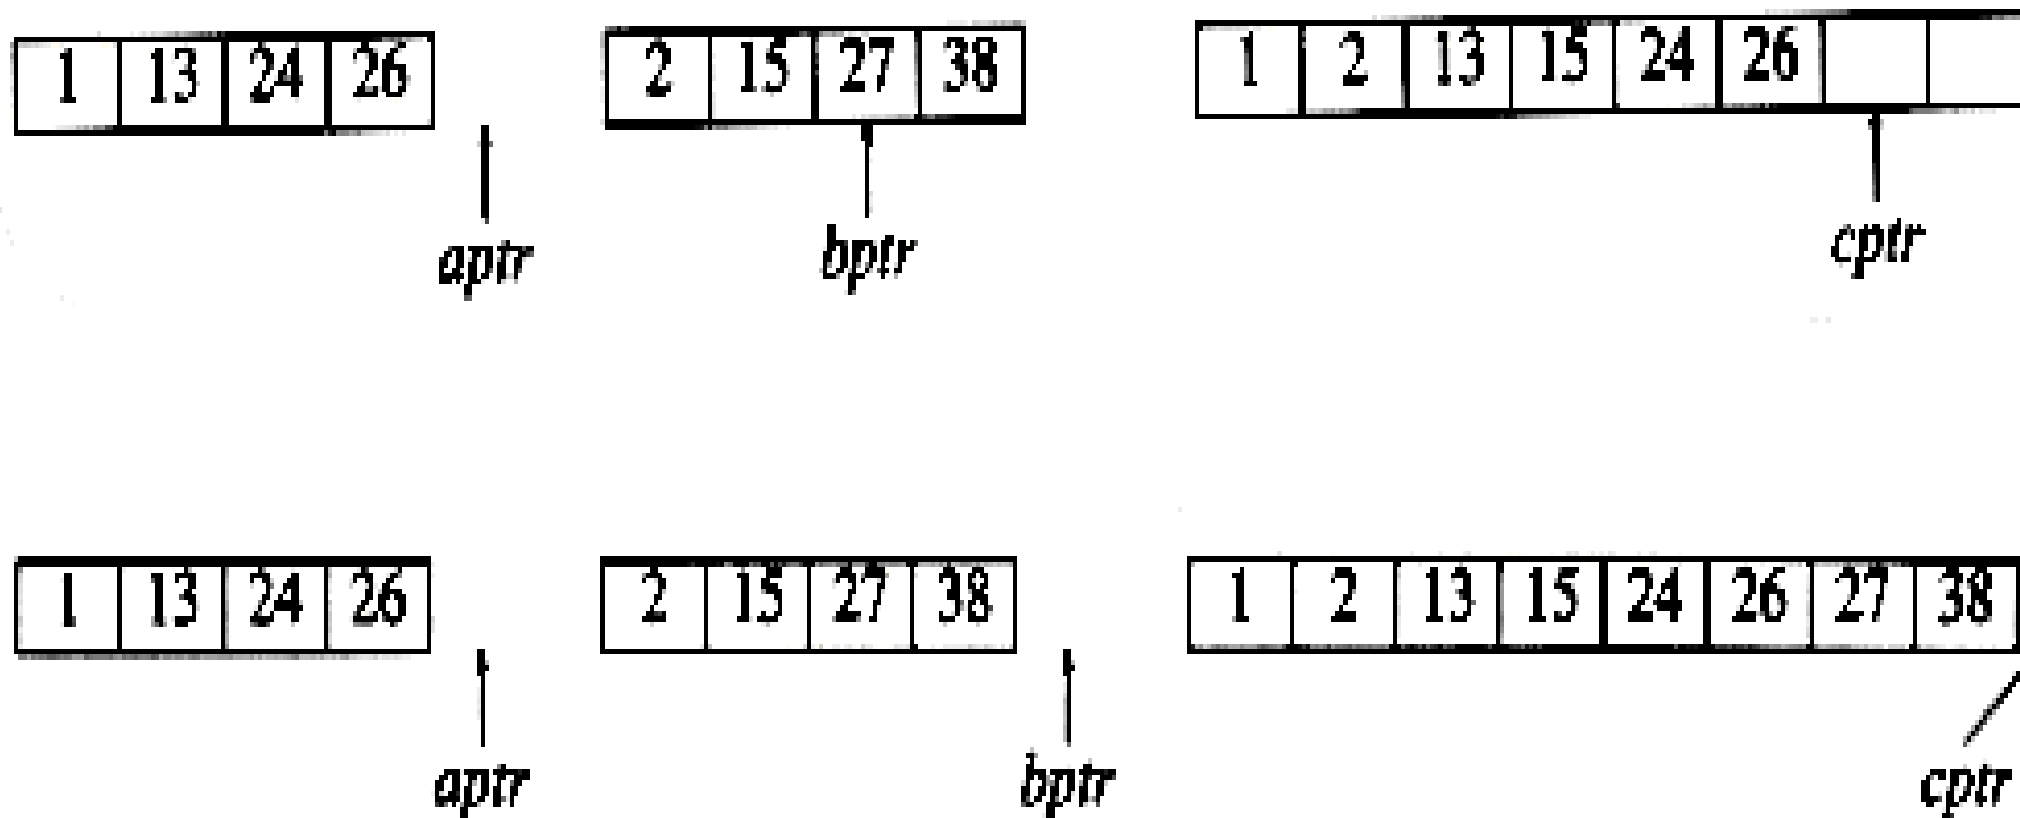 1 13 24 26 2 15 27 38 1 2 13 15 24 26
aptr bptr cptr
1 13 24 26 2 15 27 38 1 2 13 15 24 26 27 38
aptr bptr cptr